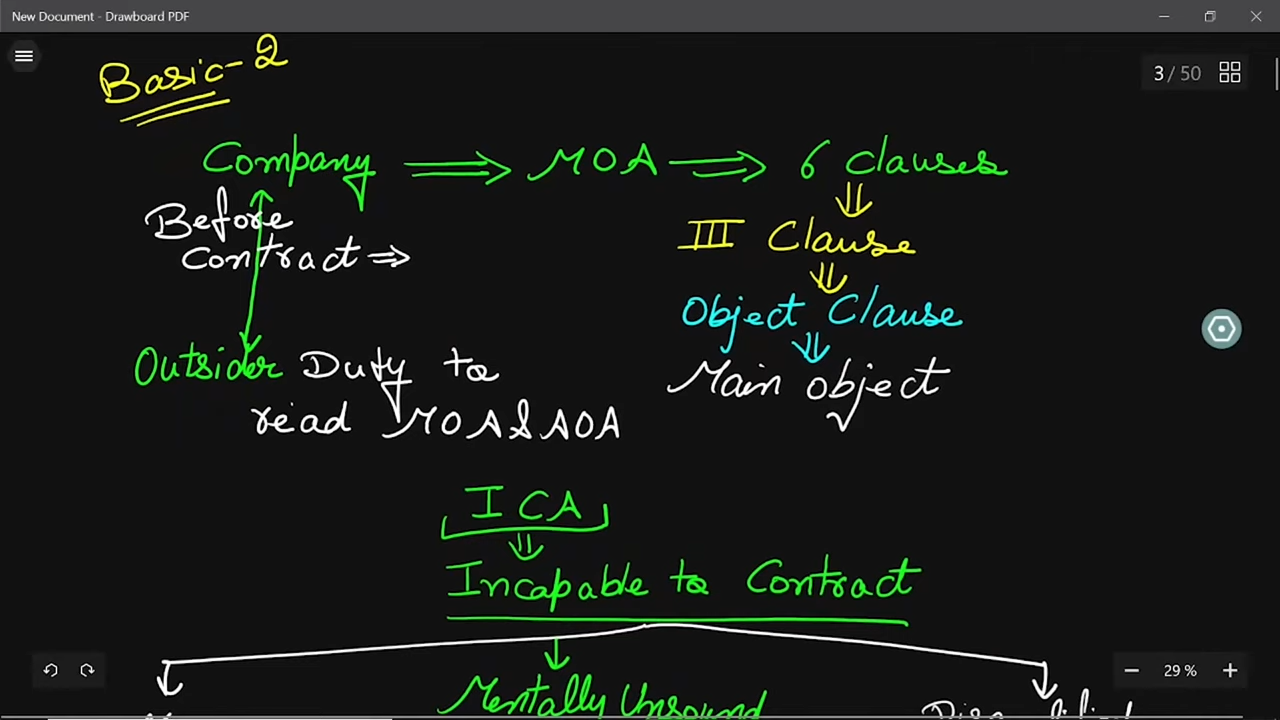 New Document - Drawboard PDF
3 / 50
Basic-2
Company ⇒ MOA ⇒ 6 Clauses
Before
Contract ⇒
III Clause
Object Clause
Main object
Outsider Duty to
read MOA & AOA
ICA
Incapable to Contract
Mentally Unsound
29 %